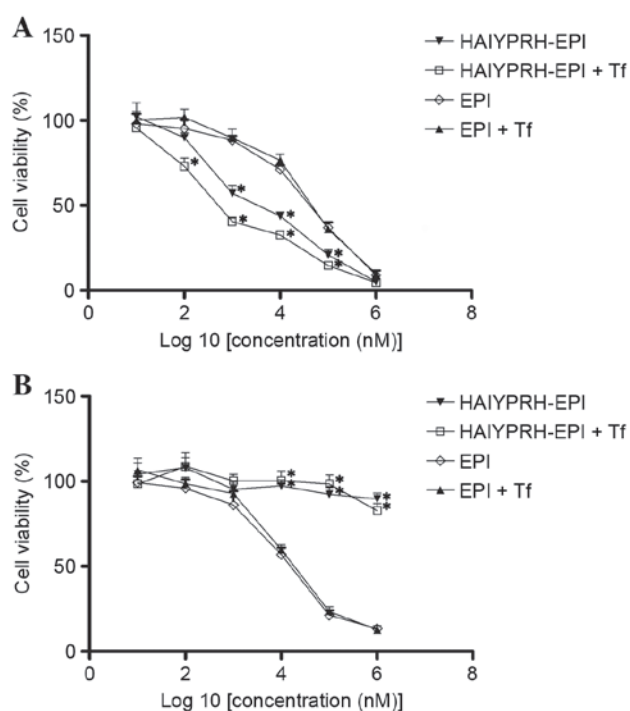 A
150
100
50
0
Cell viability (%)
0 2 4 6 8
Log 10 [concentration (nM)]
HAIYPRH-EPI
HAIYPRH-EPI + Tf
EPI
EPI + Tf
* * * * * * *
B
150
100
50
0
Cell viability (%)
0 2 4 6 8
Log 10 [concentration (nM)]
HAIYPRH-EPI
HAIYPRH-EPI + Tf
EPI
EPI + Tf
* * * * * *